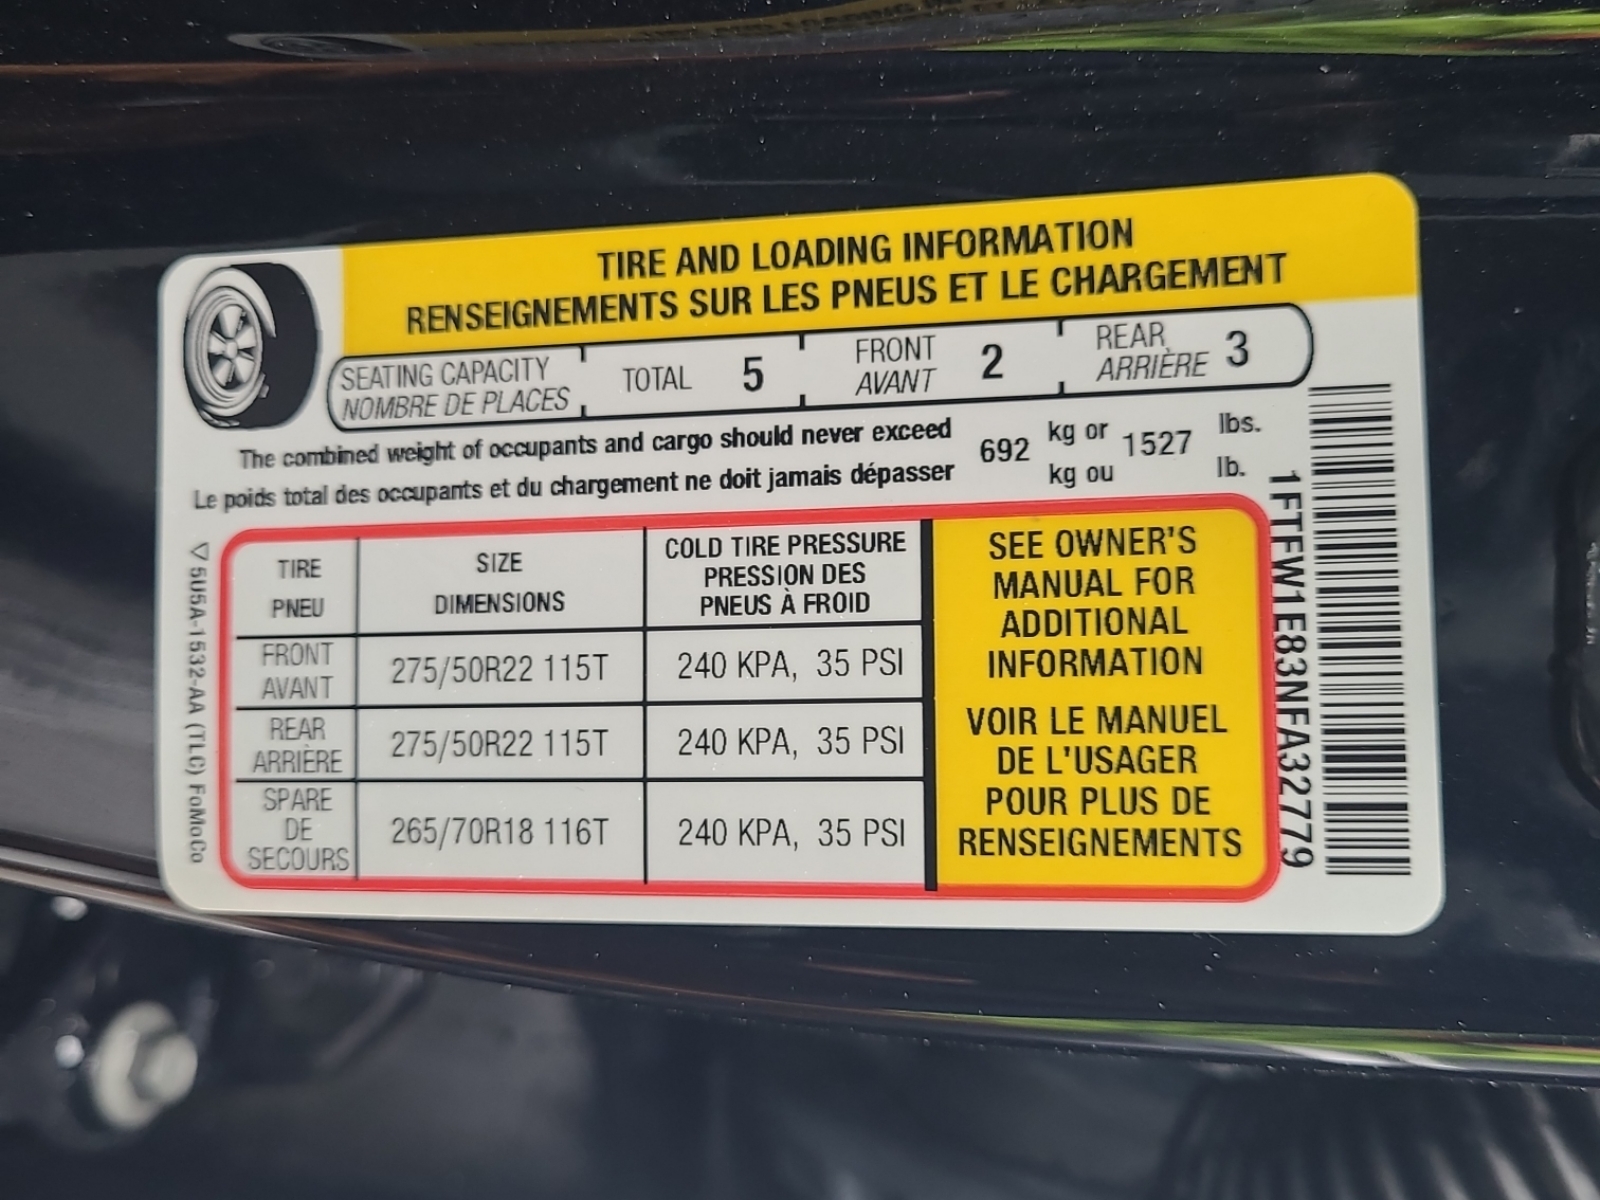 TIRE AND LOADING INFORMATION
RENSEIGNEMENTS SUR LES PNEUS ET LE CHARGEMENT
SEATING CAPACITY
NOMBRE DE PLACES
TOTAL 5
FRONT
AVANT
2
REAR
ARRIÈRE
3
The combined weight of occupants and cargo should never exceed
Le poids total des occupants et du chargement ne doit jamais dépasser
692
kg or
kg ou
1527
lbs.
lb.
TIRE
PNEU
SIZE
DIMENSIONS
COLD TIRE PRESSURE
PRESSION DES
PNEUS À FROID
FRONT
AVANT
275/50R22 115T
240 KPA, 35 PSI
REAR
ARRIÈRE
275/50R22 115T
240 KPA, 35 PSI
SPARE
DE
SECOURS
265/70R18 116T
240 KPA, 35 PSI
SEE OWNER'S
MANUAL FOR
ADDITIONAL
INFORMATION
VOIR LE MANUEL
DE L'USAGER
POUR PLUS DE
RENSEIGNEMENTS
1FTFW1E83NFA32779
5U5A-1532-AA (TLC) FoMoCo